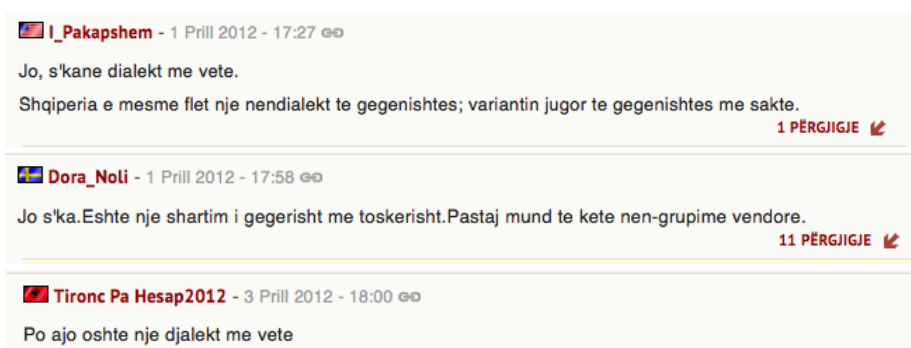 I_Pakapshem - 1 Prill 2012 - 17:27
Jo, s'kane dialekt me vete.
Shqiperia e mesme flet nje nendialekt te gegenishtes; variantin jugor te gegenishtes me sakte.
1 PËRGJIGJE
Dora_Noli - 1 Prill 2012 - 17:58
Jo s'ka.Eshte nje shartim i gegerisht me toskerisht.Pastaj mund te kete nen-grupime vendore.
11 PËRGJIGJE
Tironc Pa Hesap2012 - 3 Prill 2012 - 18:00
Po ajo oshte nje djalekt me vete